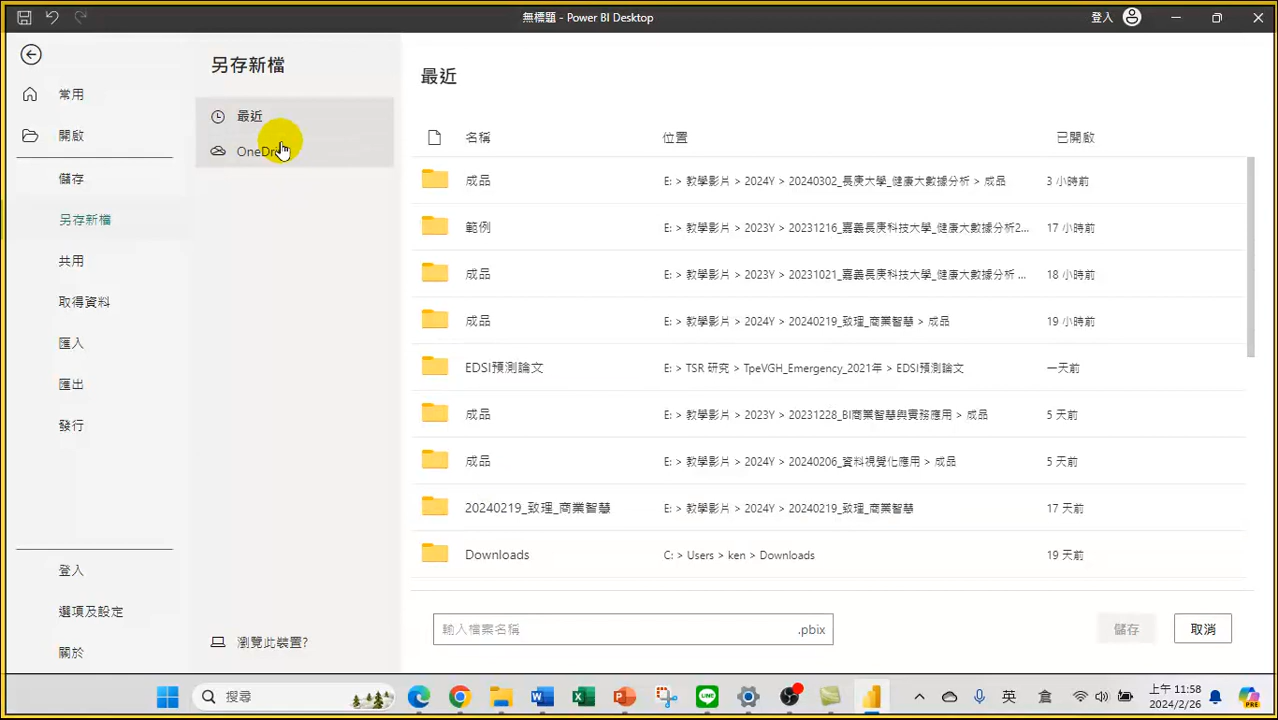 無標題 - Power BI Desktop
登入
常用
開啟
儲存
另存新檔
共用
取得資料
匯入
匯出
發行
登入
選項及設定
關於
另存新檔
最近
瀏覽此裝置?
最近
名稱 位置 已開啟
成品 E: > 教學影片 > 2024Y > 20240302_長庚大學_健康大數據分析 > 成品 3 小時前
範例 E: > 教學影片 > 2023Y > 20231216_嘉義長庚科技大學_健康大數據分析2... 17 小時前
成品 E: > 教學影片 > 2023Y > 20231021_嘉義長庚科技大學_健康大數據分析 ... 18 小時前
成品 E: > 教學影片 > 2024Y > 20240219_致理_商業智慧 > 成品 19 小時前
EDSI預測論文 E: > TSR 研究 > TpeVGH_Emergency_2021年 > EDSI預測論文 一天前
成品 E: > 教學影片 > 2023Y > 20231228_BI商業智慧與實務應用 > 成品 5 天前
成品 E: > 教學影片 > 2024Y > 20240206_資料視覺化應用 > 成品 5 天前
20240219_致理_商業智慧 E: > 教學影片 > 2024Y > 20240219_致理_商業智慧 17 天前
Downloads C: > Users > ken > Downloads 19 天前
輸入檔案名稱 .pbix
儲存 取消
搜尋
英
上午 11:58
2024/2/26
PRE